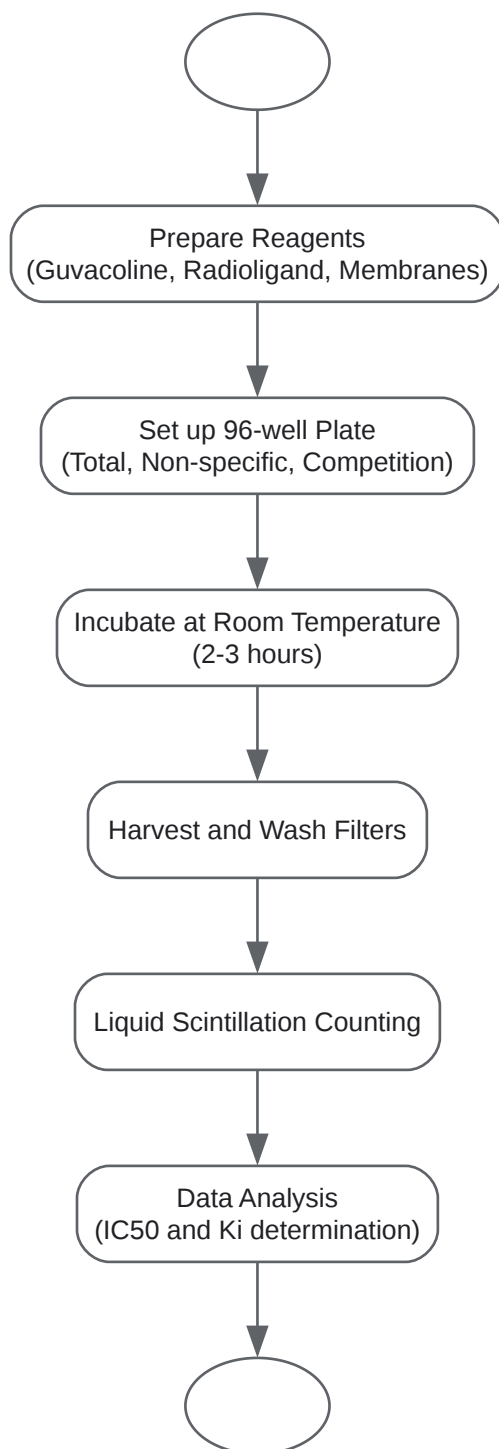 Prepare Reagents
(Guvacoline, Radioligand, Membranes)
Set up 96-well Plate
(Total, Non-specific, Competition)
Incubate at Room Temperature
(2-3 hours)
Harvest and Wash Filters
Liquid Scintillation Counting
Data Analysis
(IC50 and Ki determination)